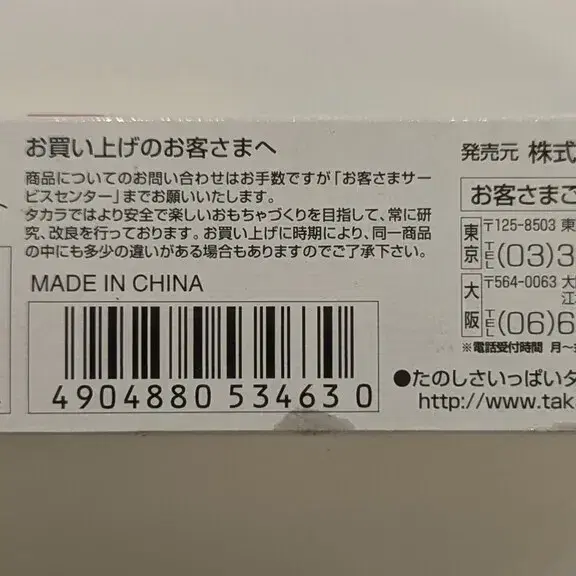 お買い上げのお客さまへ
商品についてのお問い合わせはお手数ですが「お客さまサー
ビスセンター」までお願いいたします。
タカラではより安全で楽しいおもちゃづくりを目指して、常に研
究、改良を行っております。お買い上げに時期により、同一商品
の中にも多少の違いがある場合もありますのでご了承下さい。
MADE IN CHINA
4904880 534630
発売元 株式
お客さまご
東京
〒125-8503 東
TEL(03)3
大阪
〒564-0063 大
江
TEL(06)6
※電話受付時間 月〜
●たのしさいっぱいタ
http://www.tak